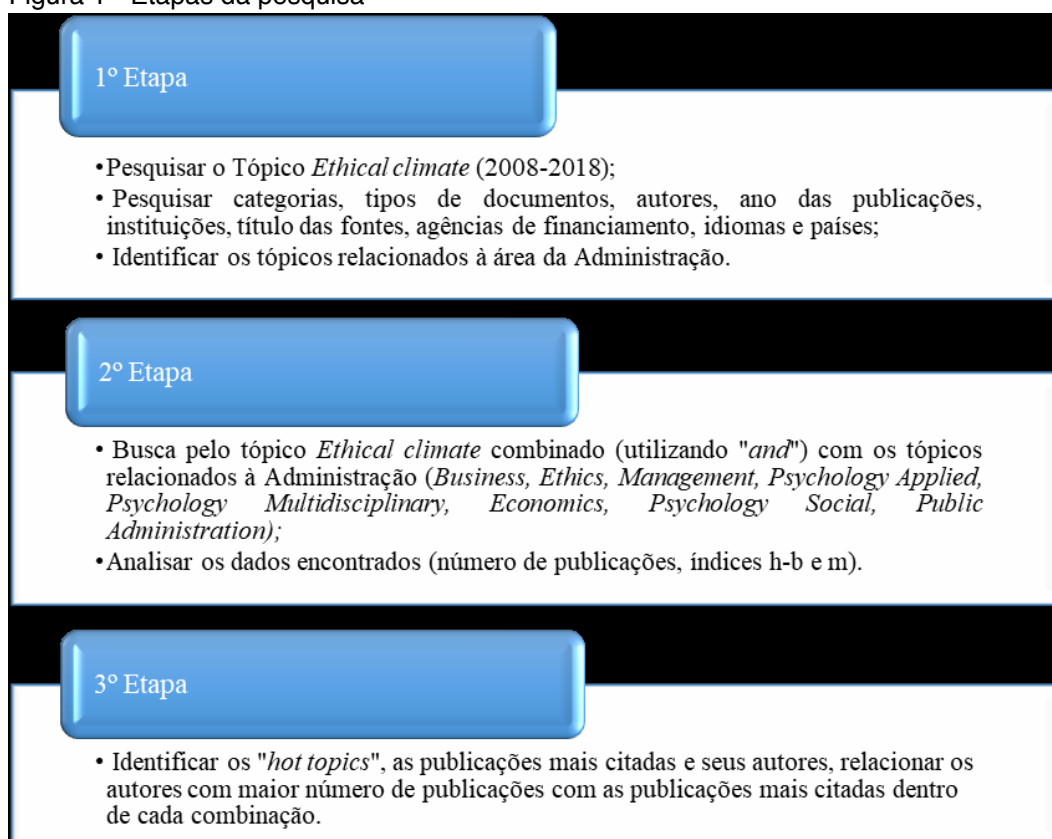 Figura 1 - Etapas da pesquisa
1º Etapa
•Pesquisar o Tópico Ethical climate (2008-2018);
• Pesquisar categorias, tipos de documentos, autores, ano das publicações,
instituições, título das fontes, agências de financiamento, idiomas e países;
• Identificar os tópicos relacionados à área da Administração.
2º Etapa
• Busca pelo tópico Ethical climate combinado (utilizando "and") com os tópicos
relacionados à Administração (Business, Ethics, Management, Psychology Applied,
Psychology Multidisciplinary, Economics, Psychology Social, Public
Administration);
•Analisar os dados encontrados (número de publicações, índices h-b e m).
3º Etapa
• Identificar os "hot topics", as publicações mais citadas e seus autores, relacionar os
autores com maior número de publicações com as publicações mais citadas dentro
de cada combinação.